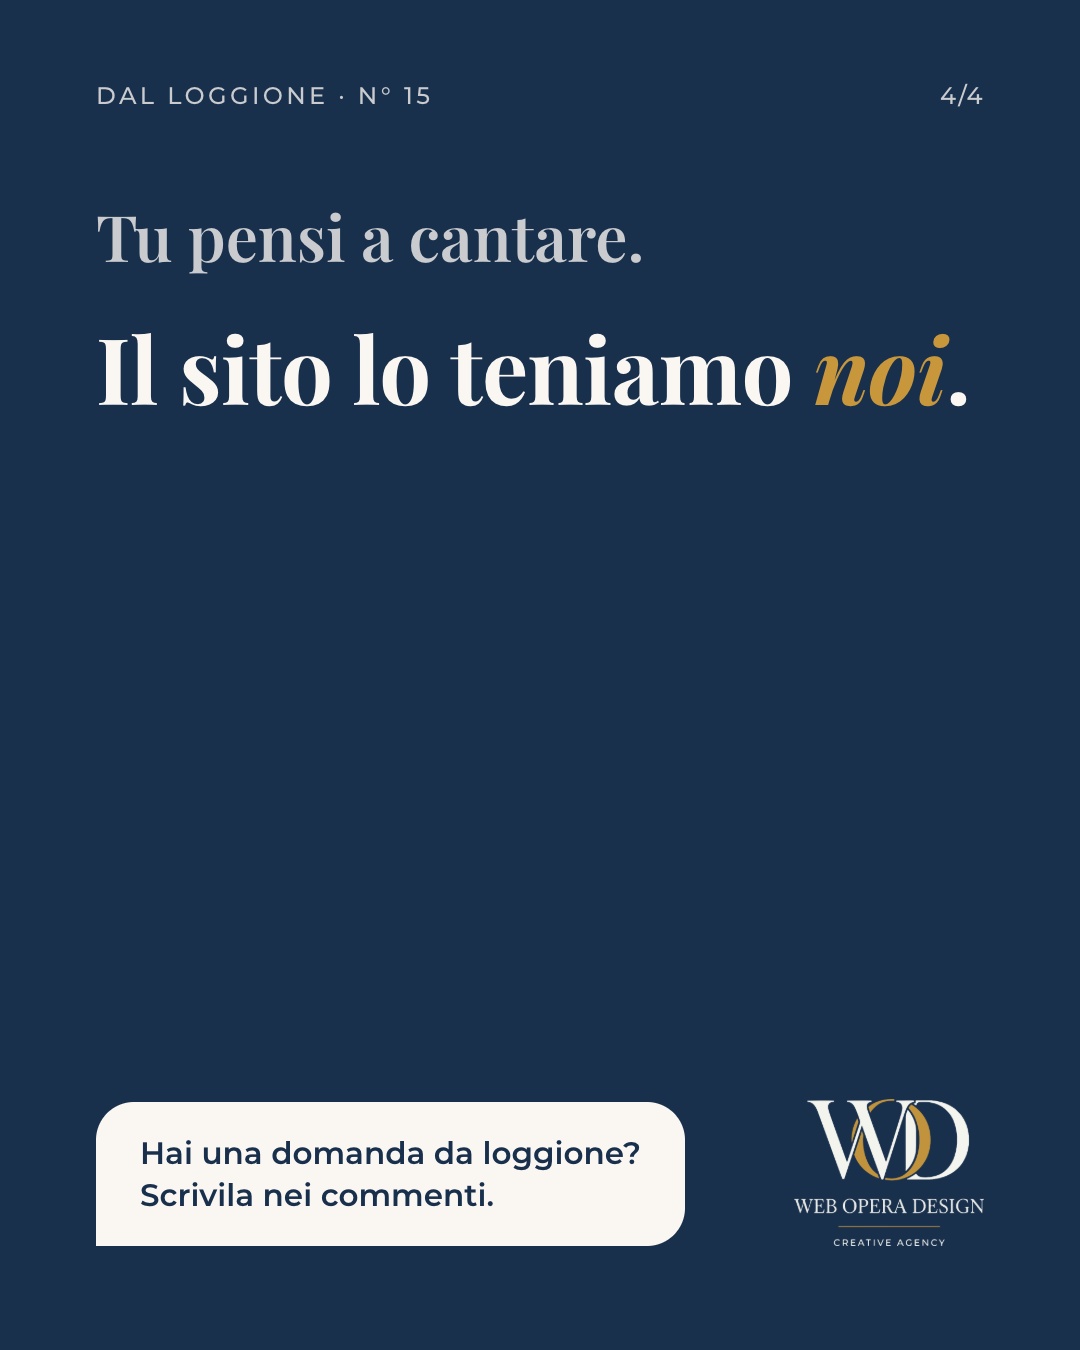 DAL LOGGIONE · N° 15
4/4
Tu pensi a cantare.
Il sito lo teniamo noi.
Hai una domanda da loggione?
Scrivila nei commenti.
WOD
WEB OPERA DESIGN
CREATIVE AGENCY